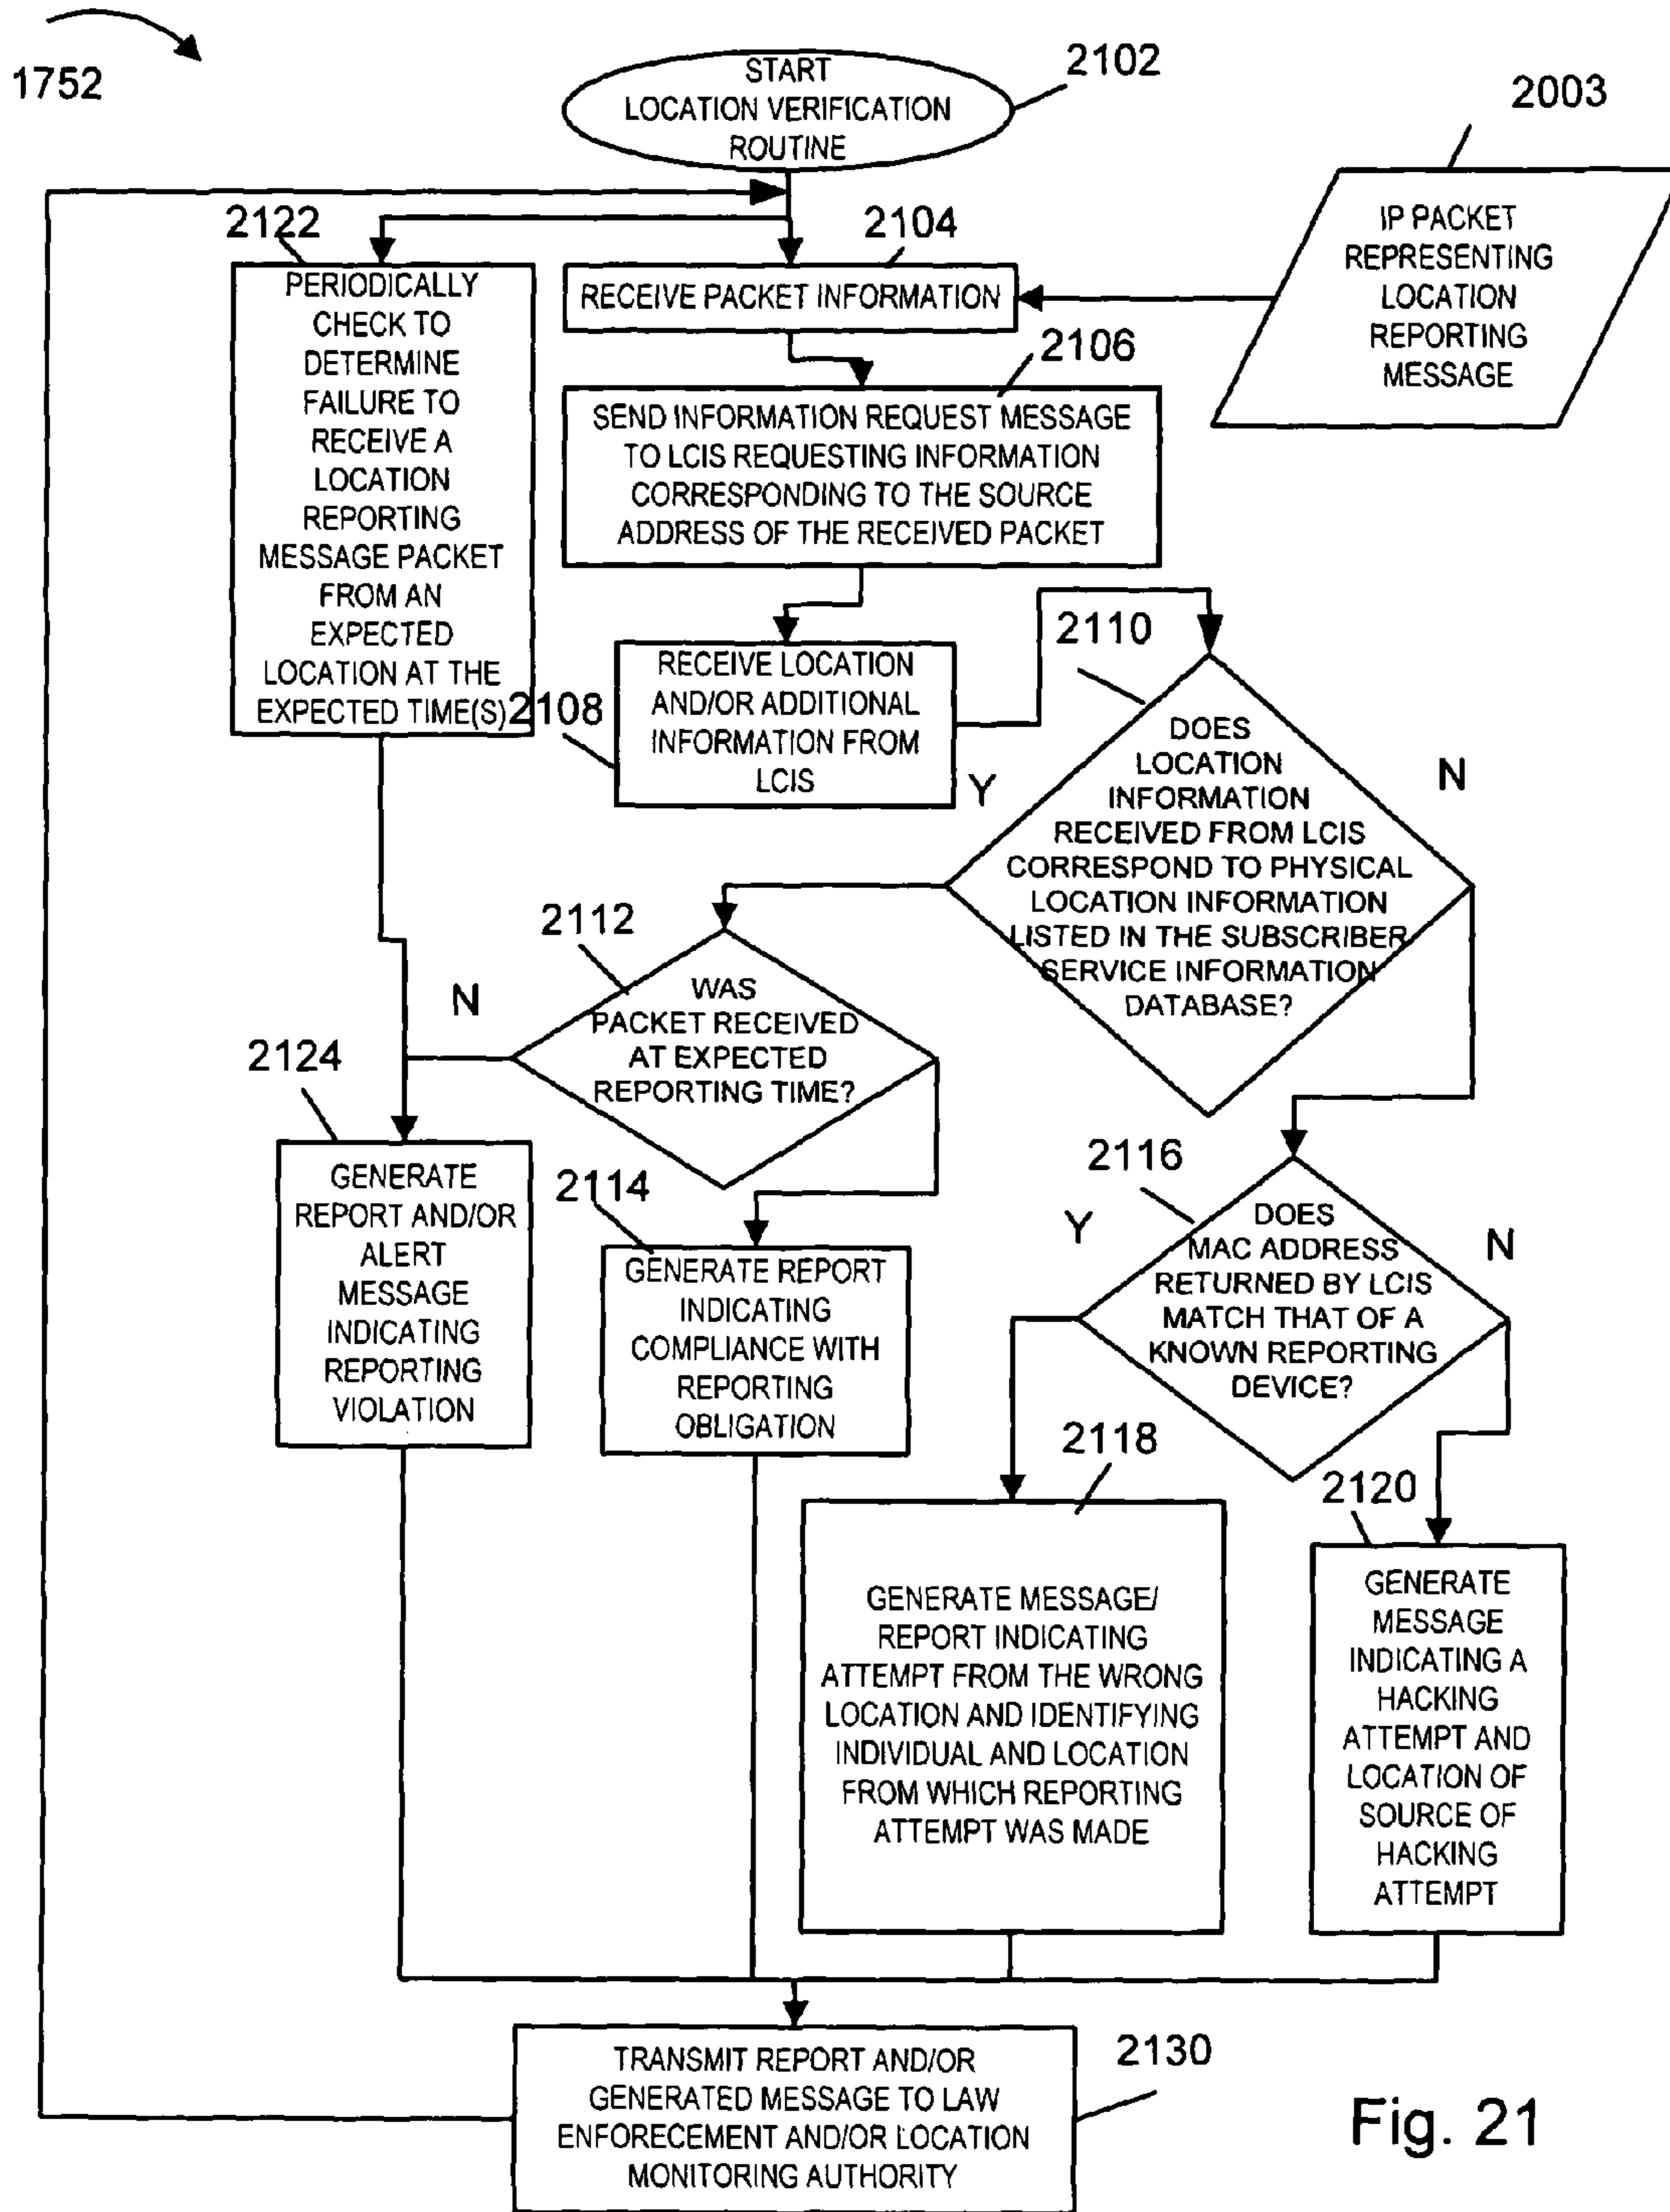 1752
START
LOCATION VERIFICATION
ROUTINE
2102
2003
IP PACKET
REPRESENTING
LOCATION
REPORTING
MESSAGE
2122
PERIODICALLY
CHECK TO
DETERMINE
FAILURE TO
RECEIVE A
LOCATION
REPORTING
MESSAGE PACKET
FROM AN
EXPECTED
LOCATION AT THE
EXPECTED TIME(S)
2104
RECEIVE PACKET INFORMATION
2106
SEND INFORMATION REQUEST MESSAGE
TO LCIS REQUESTING INFORMATION
CORRESPONDING TO THE SOURCE
ADDRESS OF THE RECEIVED PACKET
2108
RECEIVE LOCATION
AND/OR ADDITIONAL
INFORMATION FROM
LCIS
2110
Y
N
DOES
LOCATION
INFORMATION
RECEIVED FROM LCIS
CORRESPOND TO PHYSICAL
LOCATION INFORMATION
LISTED IN THE SUBSCRIBER
SERVICE INFORMATION
DATABASE?
2112
N
WAS
PACKET RECEIVED
AT EXPECTED
REPORTING TIME?
2124
GENERATE
REPORT AND/OR
ALERT
MESSAGE
INDICATING
REPORTING
VIOLATION
2114
GENERATE REPORT
INDICATING
COMPLIANCE WITH
REPORTING
OBLIGATION
2116
Y
N
DOES
MAC ADDRESS
RETURNED BY LCIS
MATCH THAT OF A
KNOWN REPORTING
DEVICE?
2118
GENERATE MESSAGE/
REPORT INDICATING
ATTEMPT FROM THE WRONG
LOCATION AND IDENTIFYING
INDIVIDUAL AND LOCATION
FROM WHICH REPORTING
ATTEMPT WAS MADE
2120
GENERATE
MESSAGE
INDICATING A
HACKING
ATTEMPT AND
LOCATION OF
SOURCE OF
HACKING
ATTEMPT
2130
TRANSMIT REPORT AND/OR
GENERATED MESSAGE TO LAW
ENFORECEMENT AND/OR LOCATION
MONITORING AUTHORITY
Fig. 21